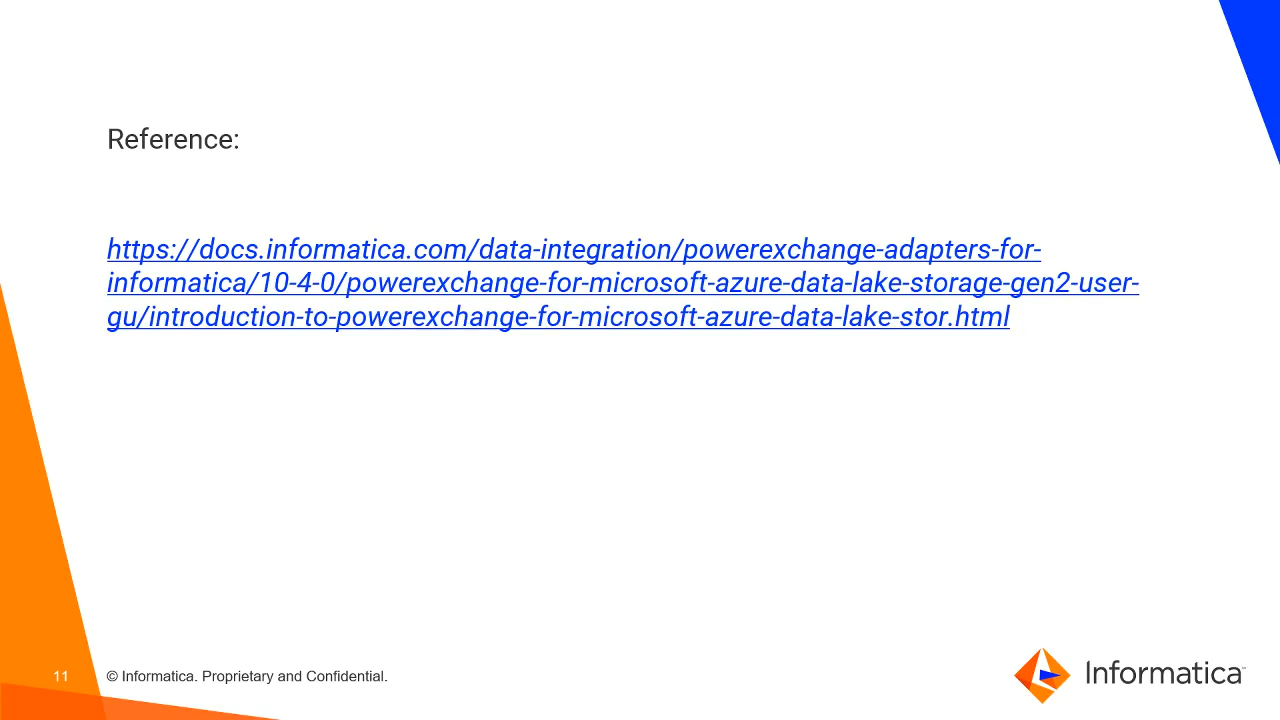 Reference:
https://docs.informatica.com/data-integration/powerexchange-adapters-for-
informatica/10-4-0/powerexchange-for-microsoft-azure-data-lake-storage-gen2-user-
gu/introduction-to-powerexchange-for-microsoft-azure-data-lake-stor.html
11
© Informatica. Proprietary and Confidential.
Informatica™